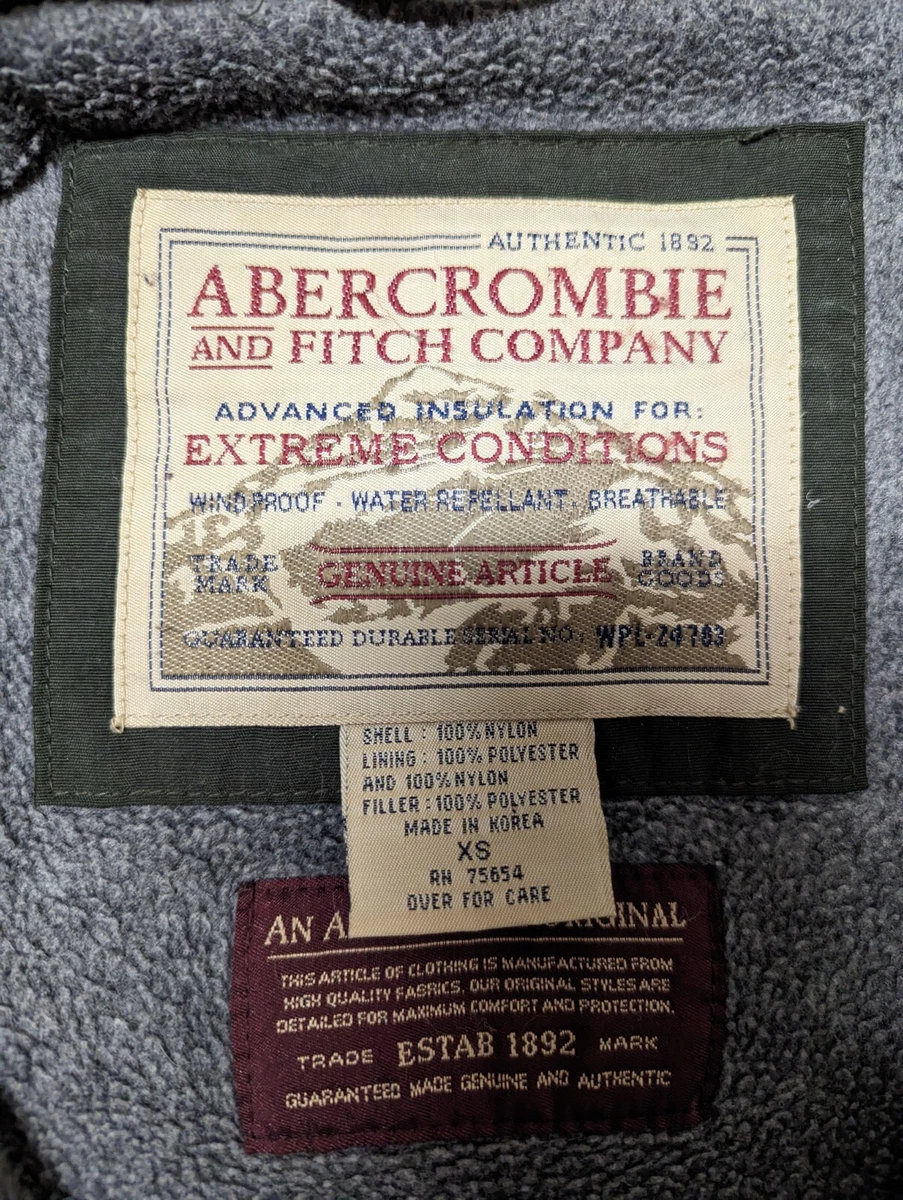 AUTHENTIC 1892
ABERCROMBIE
AND FITCH COMPANY
ADVANCED INSULATION FOR:
EXTREME CONDITIONS
WINDPROOF · WATER REPELLANT · BREATHABLE
TRADE MARK
GENUINE ARTICLE
BRAND GOODS
GUARANTEED DURABLE SERIAL NO: WPL-24783
SHELL : 100% NYLON
LINING : 100% POLYESTER
AND 100% NYLON
FILLER : 100% POLYESTER
MADE IN KOREA
XS
RN 75654
OVER FOR CARE
AN A
THIS ARTICLE OF CLOTHING IS MANUFACTURED FROM
HIGH QUALITY FABRICS. OUR ORIGINAL STYLES ARE
DETAILED FOR MAXIMUM COMFORT AND PROTECTION.
TRADE ESTAB 1892 MARK
GUARANTEED MADE GENUINE AND AUTHENTIC